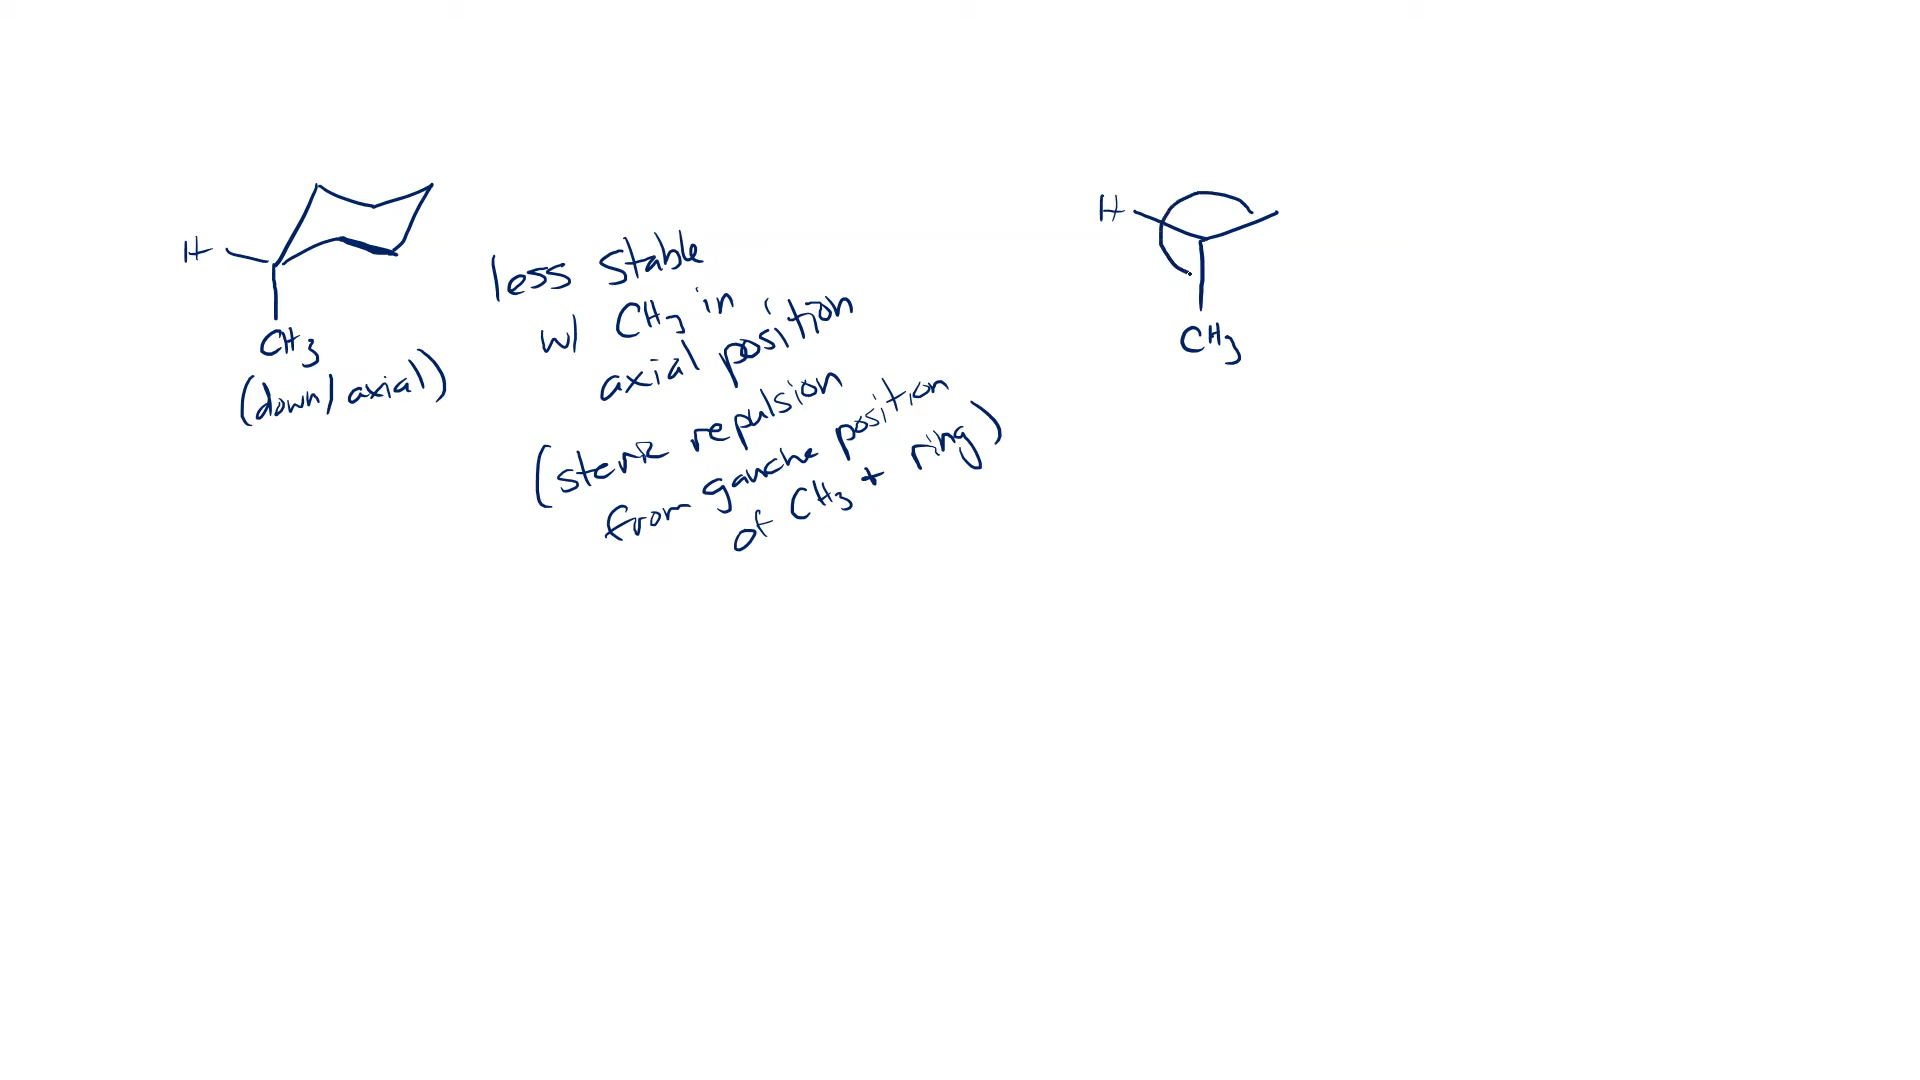 H
CH3
(down/axial)
less stable
w/ CH3 in
axial position
(steric repulsion
from gauche position
of CH3 + ring)
H
CH3